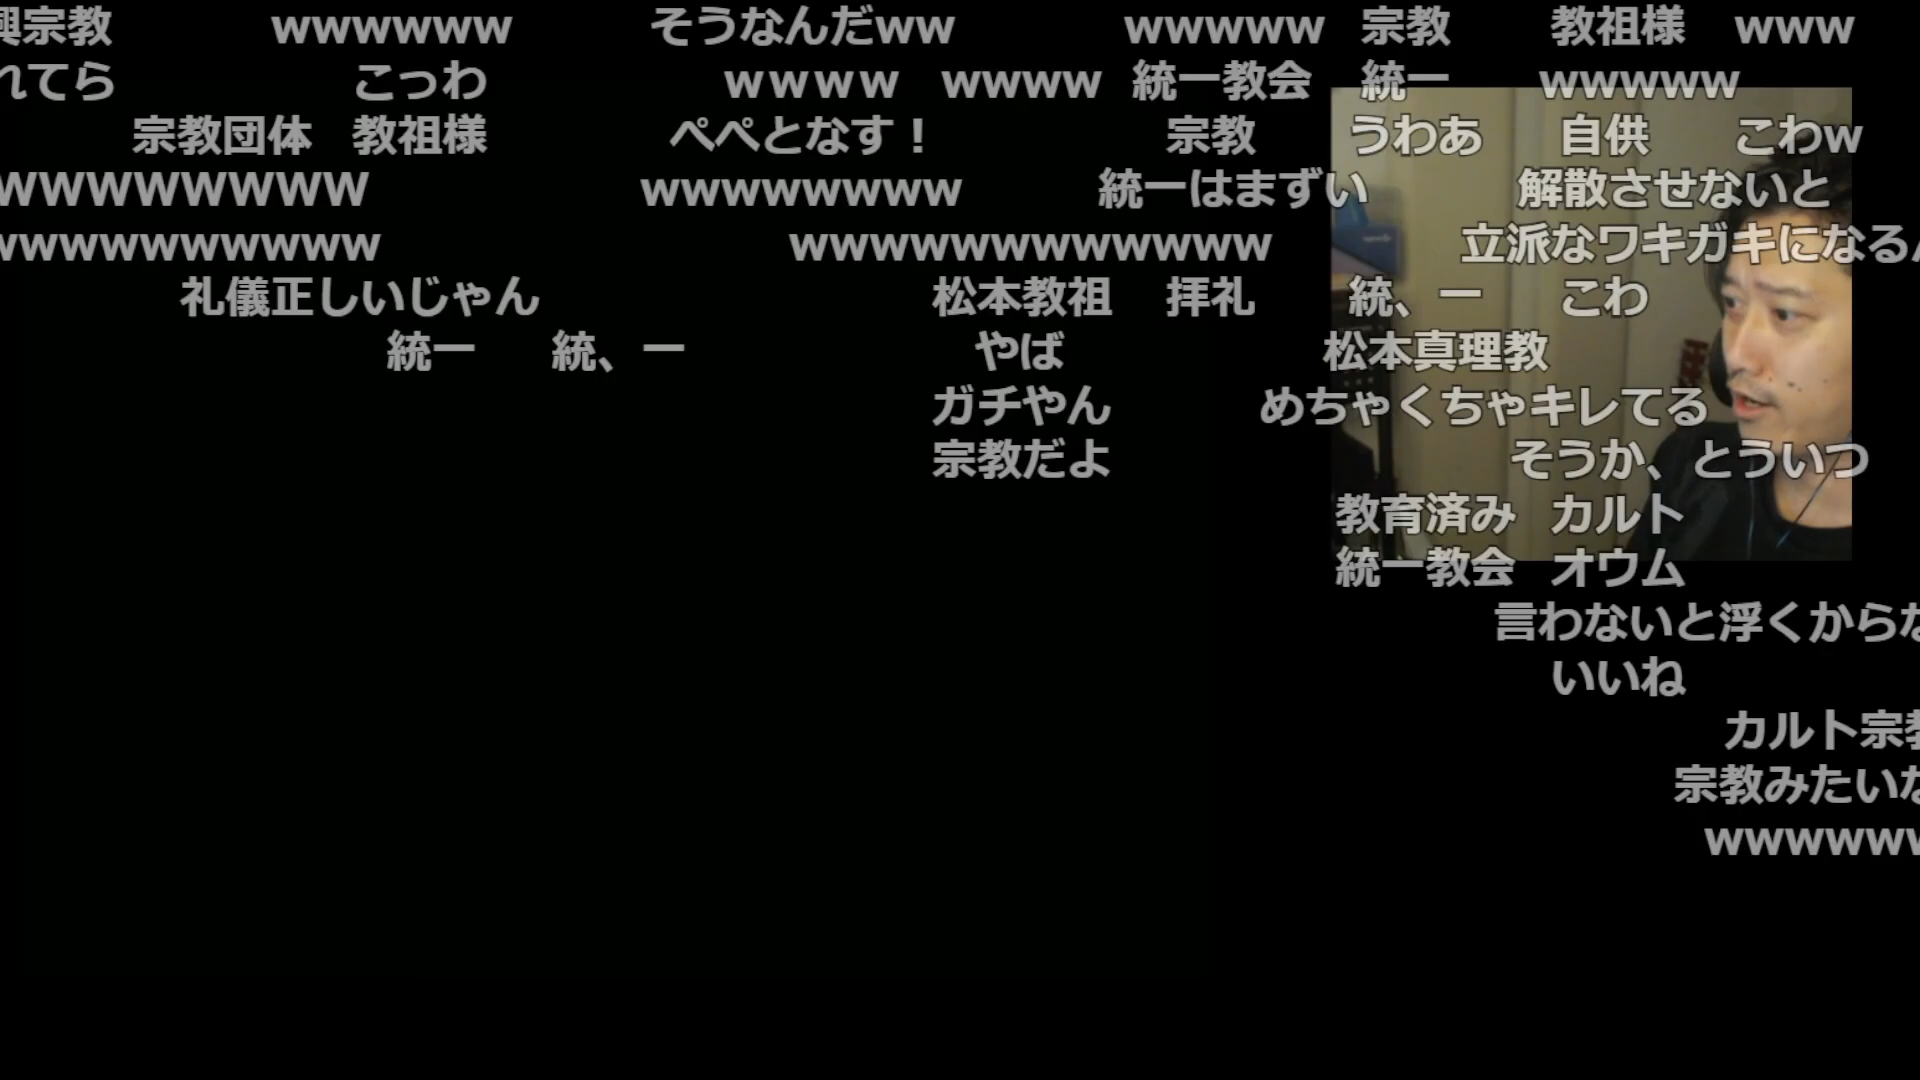 興宗教 wwwwww そうなんだww wwwww 宗教 教祖様 www
れてら こっわ ｗｗｗｗ wwww 統一教会 統一 wwwww
宗教団体 教祖様 ペペとなす！ 宗教 うわあ 自供 こわw
WWWWWWWWW wwwwwwww 統一はまずい 解散させないと
wwwwwwwwww wwwwwwwwwwww 立派なワキガキになる
礼儀正しいじゃん 松本教祖 拝礼 統、一 こわ
統一 統、一 やば 松本真理教
ガチやん めちゃくちゃキレてる
宗教だよ そうか、とういつ
教育済み カルト
統一教会 オウム
言わないと浮くからな
いいね
カルト宗教
宗教みたいな
wwwwww